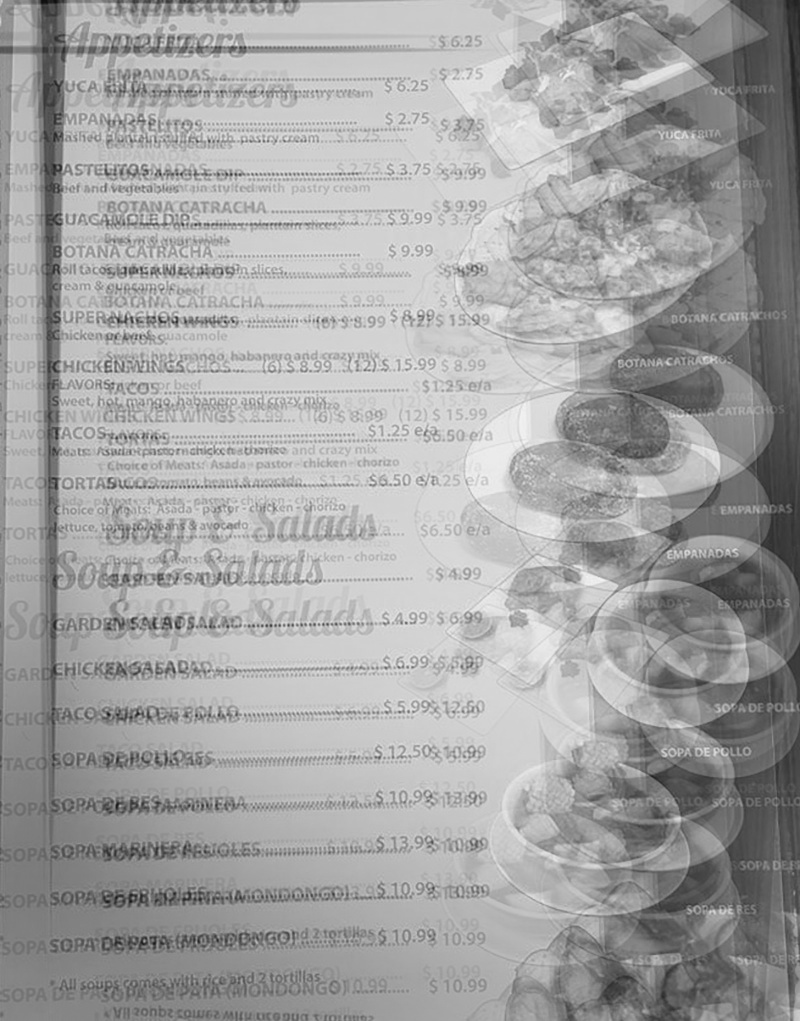 Appetizers
YUCA FRITA $ 6.25
EMPANADAS $ 2.75
Mashed plantain stuffed with pastry cream
PASTELITOS $ 3.75
Beef and vegetables
GUACAMOLE DIP $ 9.99
BOTANA CATRACHA $ 9.99
Roll tacos, quesadillas, plantain slices,
cream & guacamole
SUPER NACHOS $ 8.99
Chicken or beef
CHICKEN WINGS (6) $ 8.99 (12) $ 15.99
FLAVORS:
Sweet, hot, mango, habanero and crazy mix
TACOS $1.25 e/a
Meats: Asada - pastor - chicken - chorizo
TORTAS $6.50 e/a
Choice of Meats: Asada - pastor - chicken - chorizo
lettuce, tomato, beans & avocado
Soup & Salads
GARDEN SALAD $ 4.99
CHICKEN SALAD $ 6.99
TACO SALAD $ 5.99
SOPA DE POLLO $ 12.50
SOPA DE RES $ 10.99
SOPA MARINERA $ 13.99
SOPA DE FRIJOLES $ 10.99
SOPA DE PATA (MONDONGO) $ 10.99
* All soups comes with rice and 2 tortillas
YUCA FRITA
BOTANA CATRACHOS
EMPANADAS
SOPA DE POLLO
SOPA DE RES